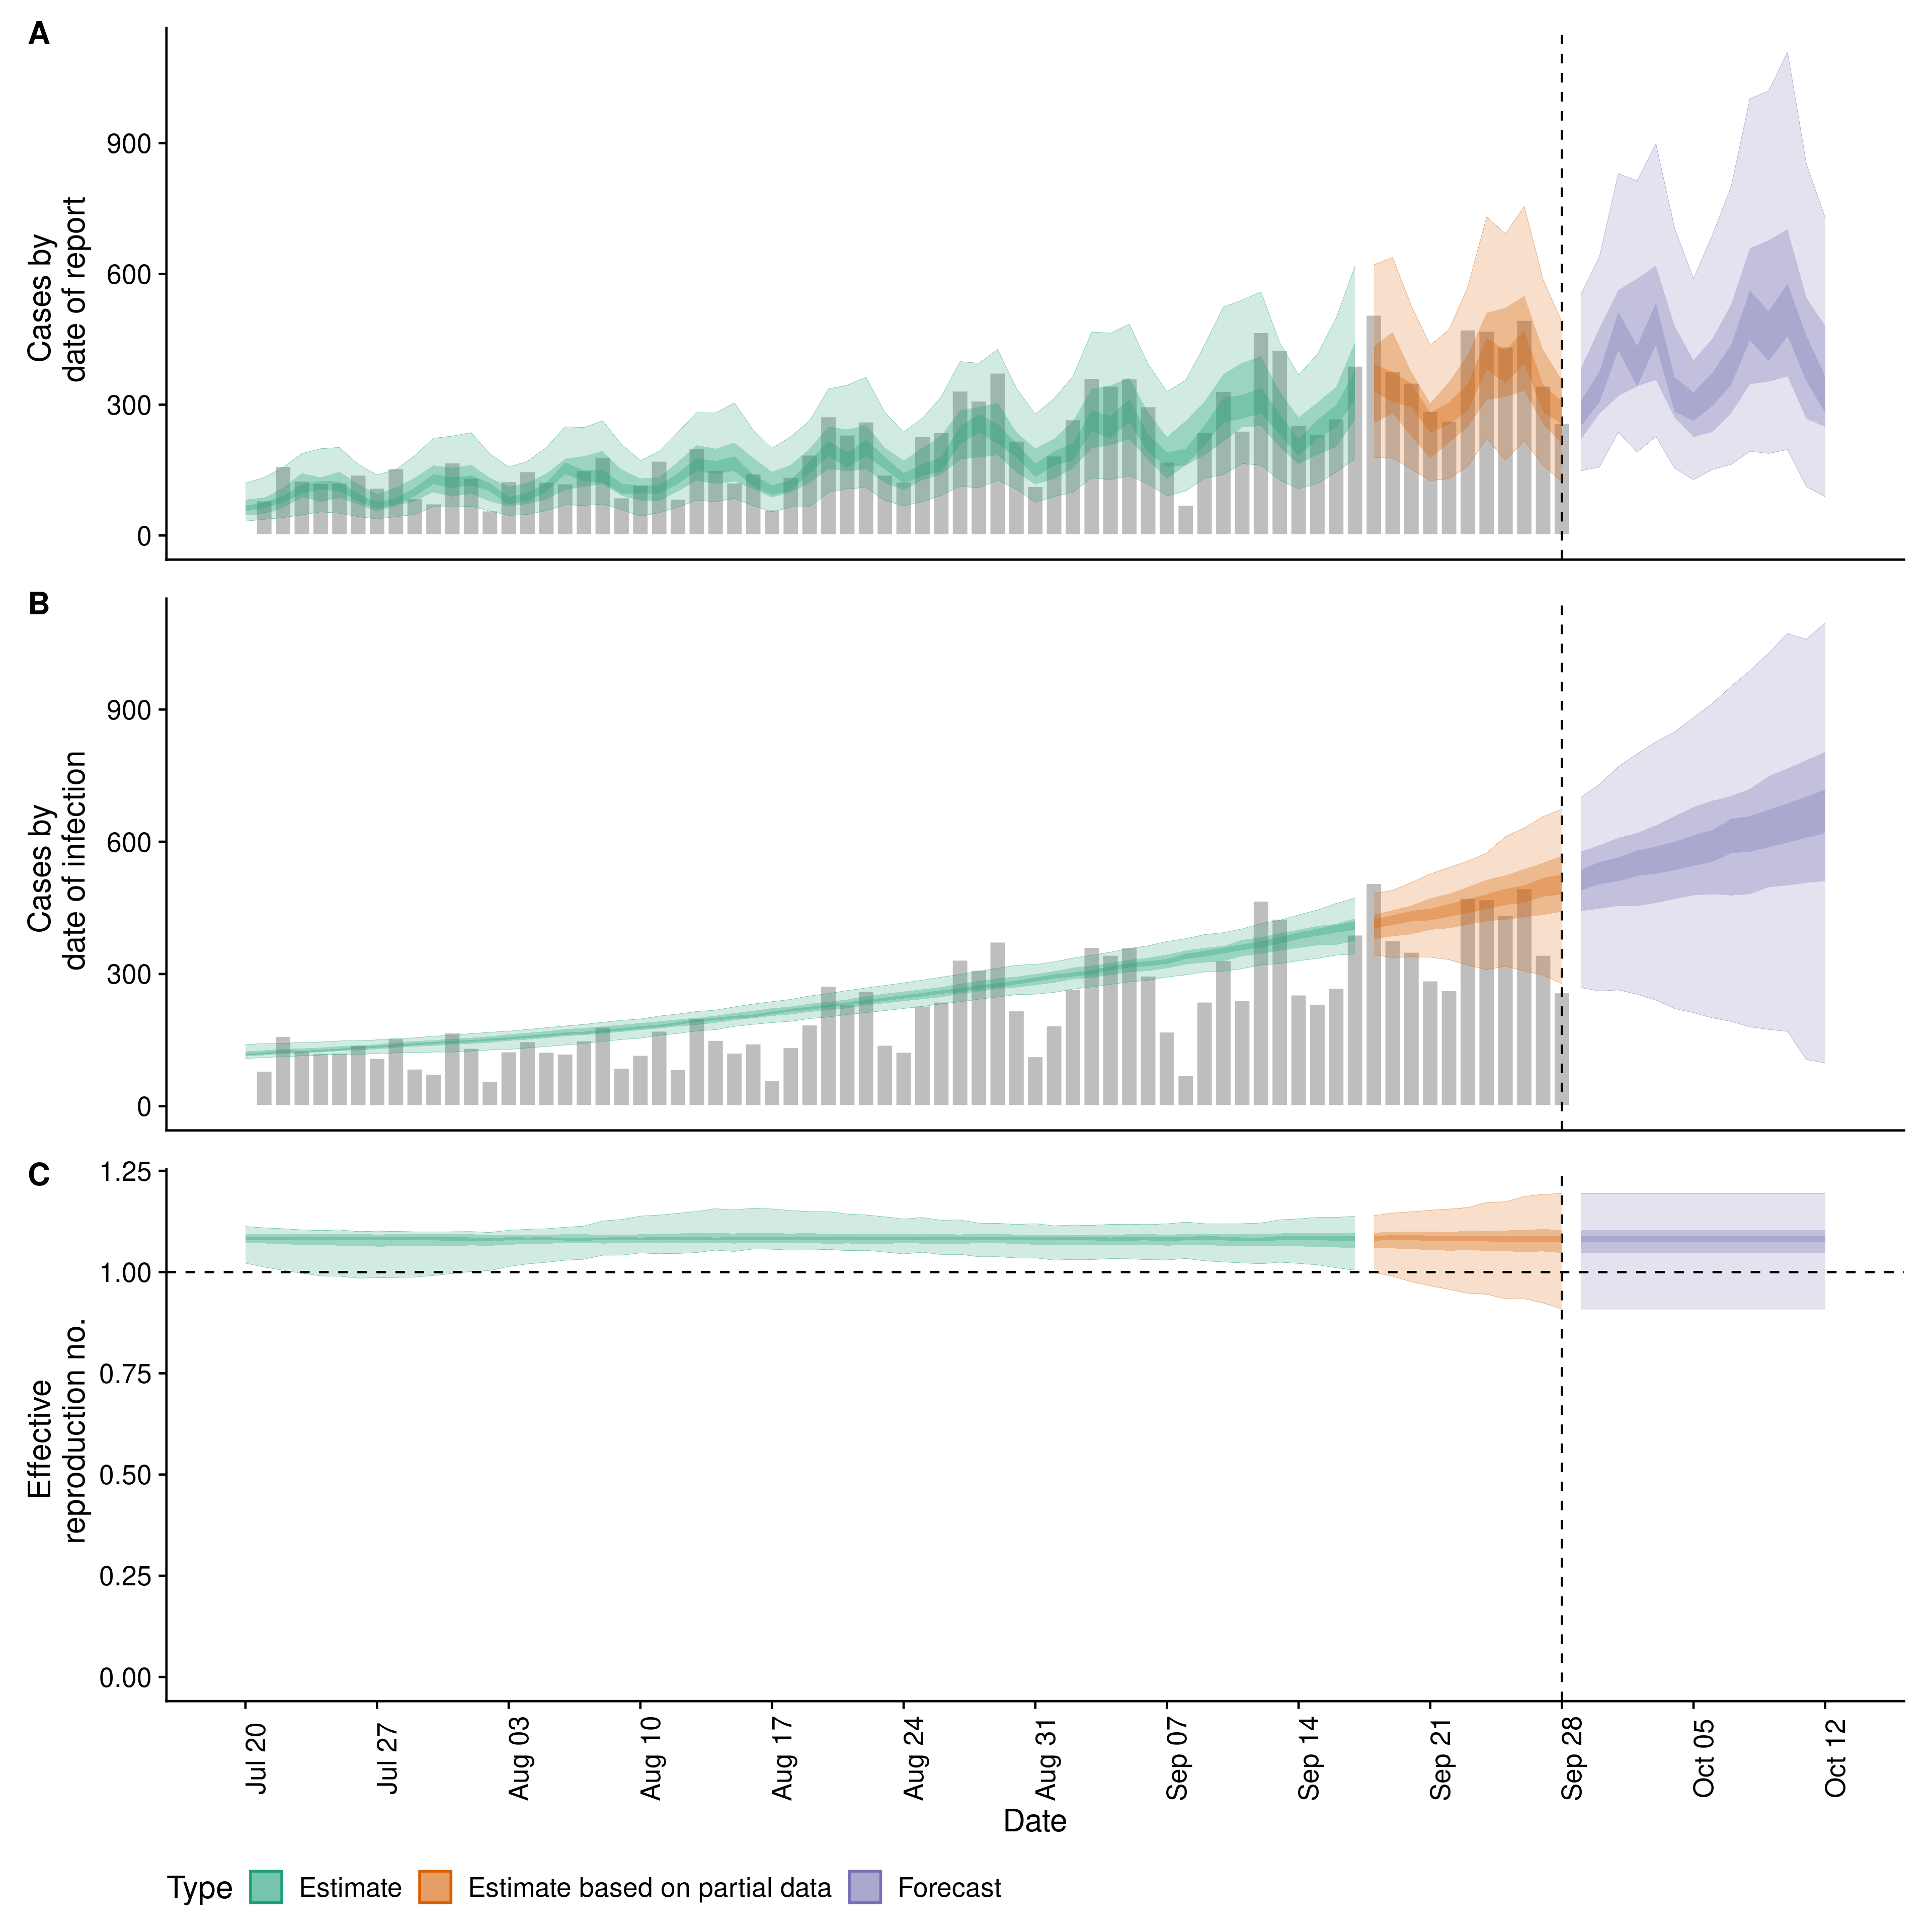 A
Cases by
date of report
900
600
300
0
B
Cases by
date of infection
900
600
300
0
C
Effective
reproduction no.
1.25
1.00
0.75
0.50
0.25
0.00
Jul 20
Jul 27
Aug 03
Aug 10
Aug 17
Aug 24
Aug 31
Sep 07
Sep 14
Sep 21
Sep 28
Oct 05
Oct 12
Date
Type Estimate Estimate based on partial data Forecast